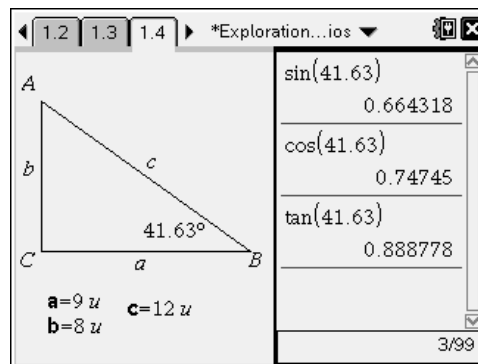 1.2 1.3 1.4 *Exploration...ios
A
b
c
41.63°
C
a
B
a=9 u
c=12 u
b=8 u
sin(41.63)
0.664318
cos(41.63)
0.74745
tan(41.63)
0.888778
3/99